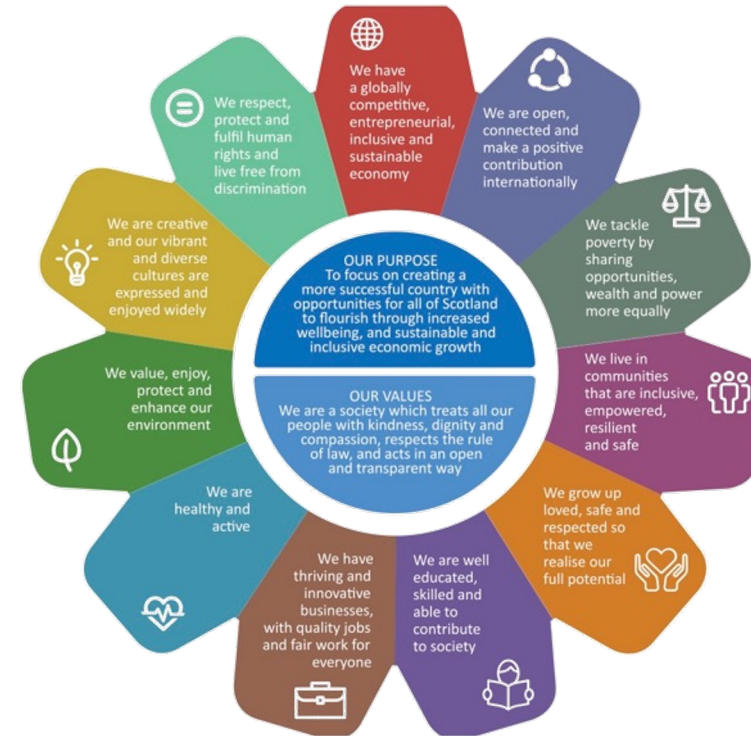 We have
a globally
competitive,
entrepreneurial,
inclusive and
sustainable
economy
We are open,
connected and
make a positive
contribution
internationally
We tackle
poverty by
sharing
opportunities,
wealth and power
more equally
We live in
communities
that are inclusive,
empowered,
resilient
and safe
We grow up
loved, safe and
respected so
that we
realise our
full potential
We are well
educated,
skilled and
able to
contribute
to society
We have
thriving and
innovative
businesses,
with quality jobs
and fair work for
everyone
We are
healthy and
active
We value, enjoy,
protect and
enhance our
environment
We are creative
and our vibrant
and diverse
cultures are
expressed and
enjoyed widely
We respect,
protect and
fulfil human
rights and
live free from
discrimination
OUR PURPOSE
To focus on creating a
more successful country with
opportunities for all of Scotland
to flourish through increased
wellbeing, and sustainable and
inclusive economic growth
OUR VALUES
We are a society which treats all our
people with kindness, dignity and
compassion, respects the rule
of law, and acts in an open
and transparent way